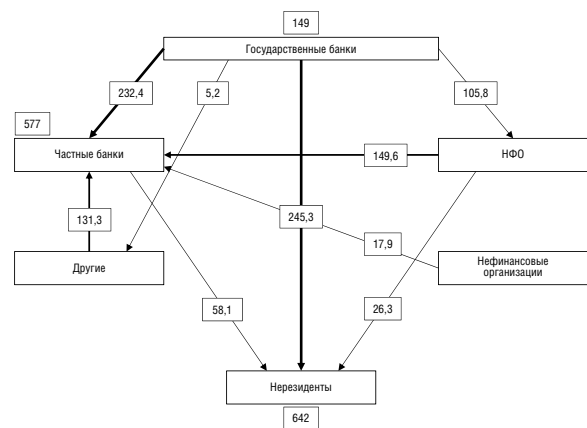 149
Государственные банки
232,4
5,2
105,8
577
Частные банки
149,6
НФО
131,3
245,3
17,9
Другие
Нефинансовые
организации
58,1
26,3
Нерезиденты
642